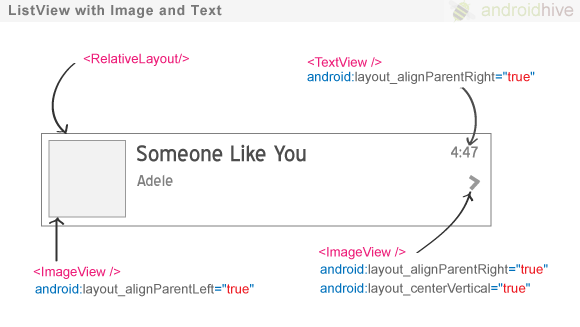 ListView with Image and Text
androidhive
<RelativeLayout/>
<TextView />
android:layout_alignParentRight="true"
Someone Like You
4:47
Adele
<ImageView />
android:layout_alignParentLeft="true"
<ImageView />
android:layout_alignParentRight="true"
android:layout_centerVertical="true"